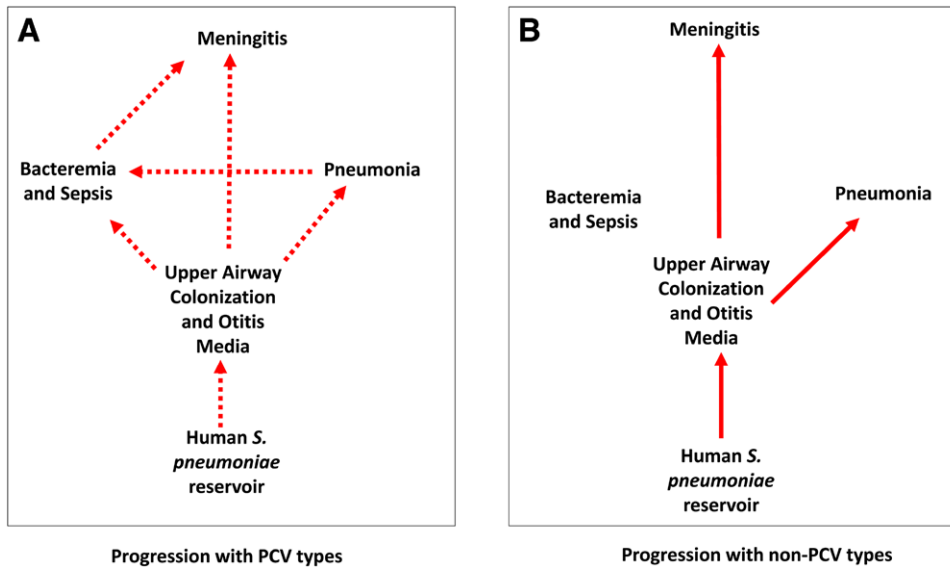 A
Meningitis
Bacteremia
and Sepsis
Pneumonia
Upper Airway
Colonization
and Otitis
Media
Human S.
pneumoniae
reservoir
Progression with PCV types
B
Meningitis
Bacteremia
and Sepsis
Pneumonia
Upper Airway
Colonization
and Otitis
Media
Human S.
pneumoniae
reservoir
Progression with non-PCV types